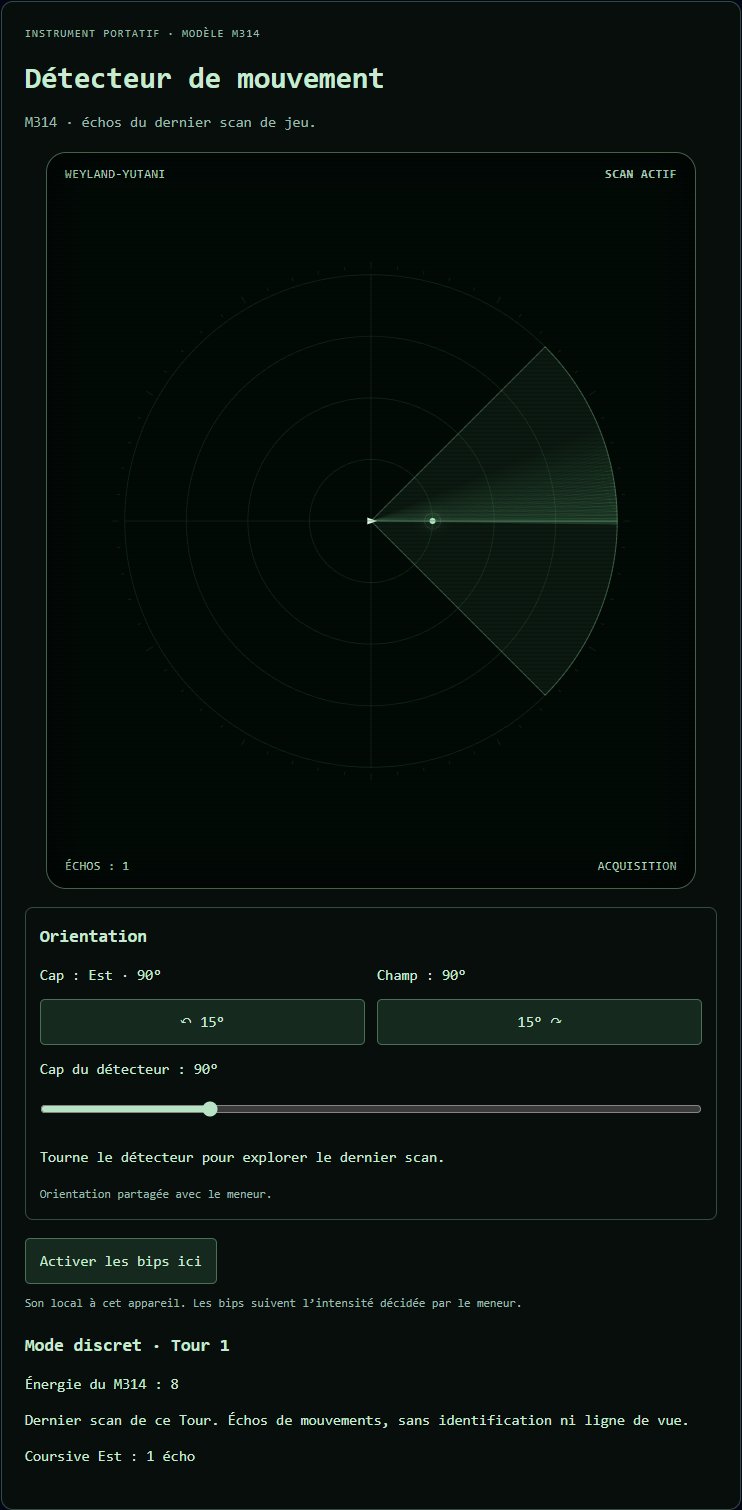 INSTRUMENT PORTATIF · MODÈLE M314
Détecteur de mouvement
M314 · échos du dernier scan de jeu.
WEYLAND-YUTANI
SCAN ACTIF
ÉCHOS : 1
ACQUISITION
Orientation
Cap : Est · 90°
Champ : 90°
↶ 15°
15° ↷
Cap du détecteur : 90°
Tourne le détecteur pour explorer le dernier scan.
Orientation partagée avec le meneur.
Activer les bips ici
Son local à cet appareil. Les bips suivent l’intensité décidée par le meneur.
Mode discret · Tour 1
Énergie du M314 : 8
Dernier scan de ce Tour. Échos de mouvements, sans identification ni ligne de vue.
Coursive Est : 1 écho